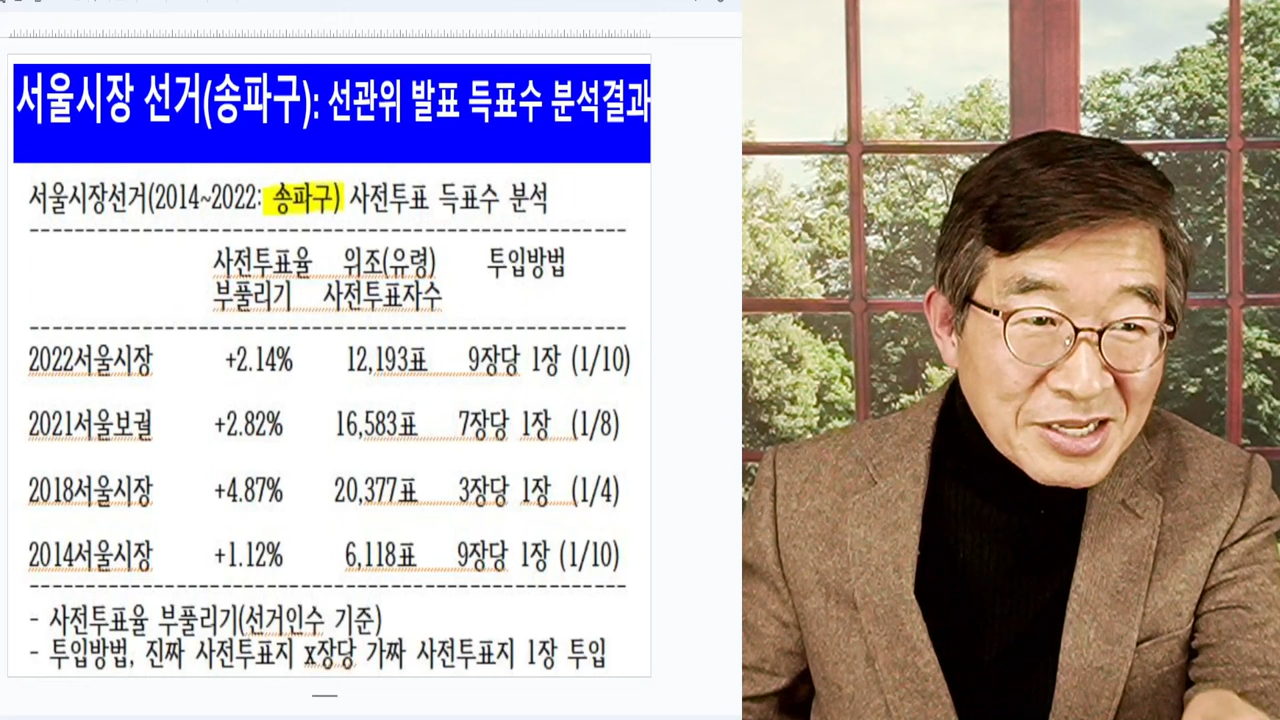 서울시장 선거(송파구): 선관위 발표 득표수 분석결과
서울시장선거(2014~2022: 송파구) 사전투표 득표수 분석
사전투표율 위조(유령) 투입방법
부풀리기 사전투표자수
2022서울시장 +2.14% 12,193표 9장당 1장 (1/10)
2021서울보궐 +2.82% 16,583표 7장당 1장 (1/8)
2018서울시장 +4.87% 20,377표 3장당 1장 (1/4)
2014서울시장 +1.12% 6,118표 9장당 1장 (1/10)
- 사전투표율 부풀리기(선거인수 기준)
- 투입방법, 진짜 사전투표지 x장당 가짜 사전투표지 1장 투입